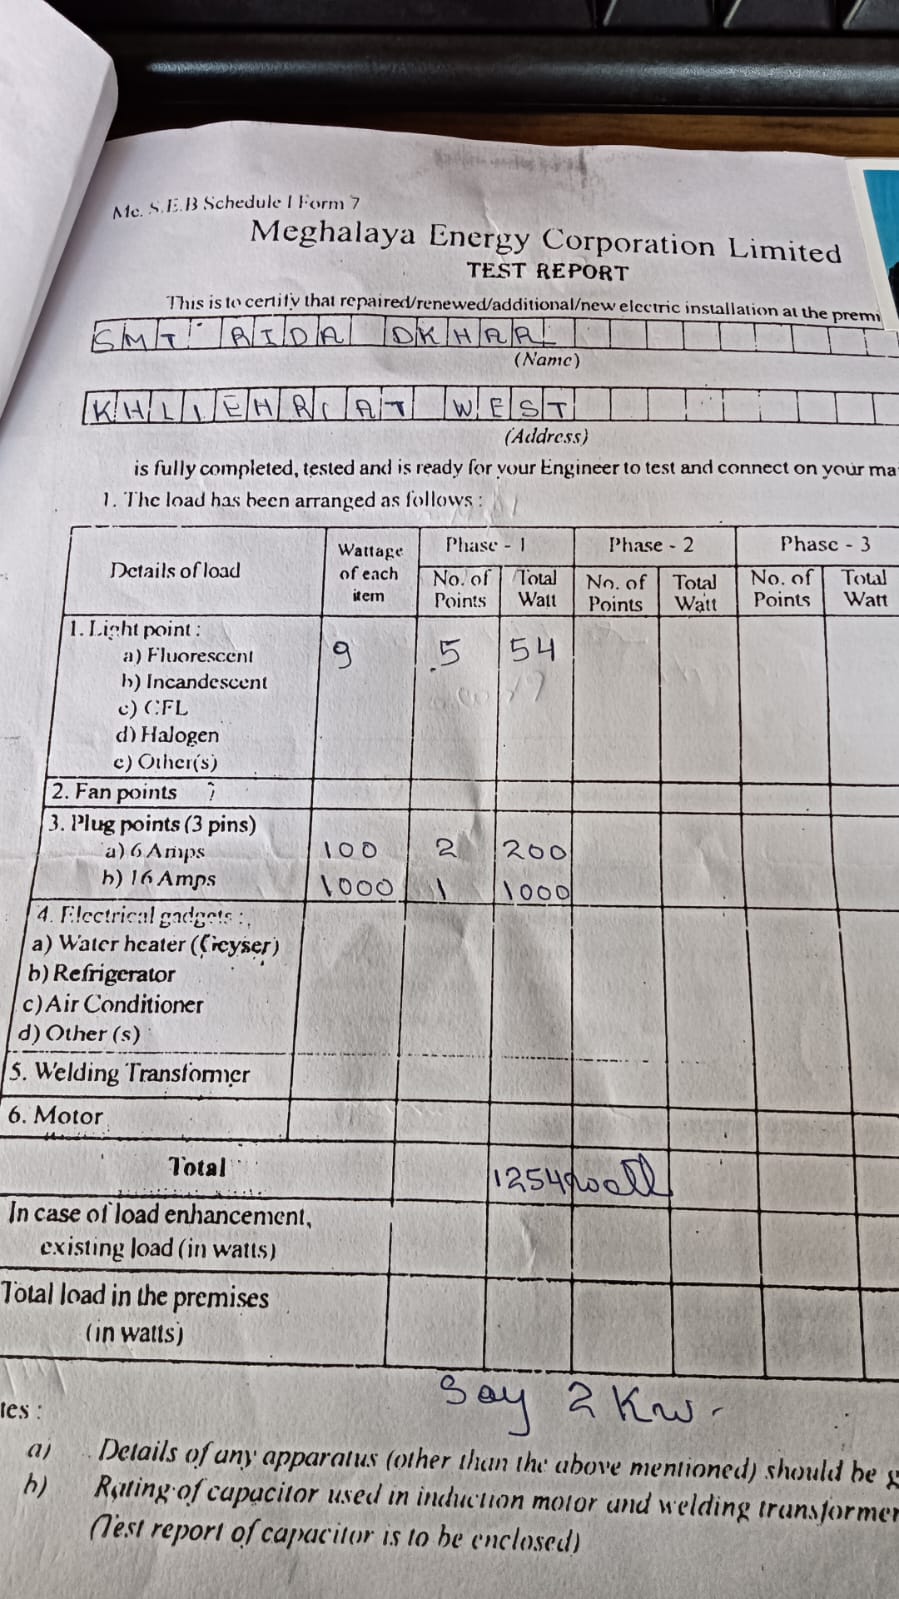 Me. S.E.B Schedule I Form 7
Meghalaya Energy Corporation Limited
TEST REPORT
This is to certify that repaired/renewed/additional/new electric installation at the premi
SMT RIDA DKHAR
(Name)
KHLIEHRIAT WEST
(Address)
is fully completed, tested and is ready for your Engineer to test and connect on your ma
1. The load has been arranged as follows :
Details of load Wattage of each item Phase - 1 Phase - 2 Phase - 3
No. of Points Total Watt No. of Points Total Watt No. of Points Total Watt
1. Light point :
a) Fluorescent 9 5 54
b) Incandescent
c) CFL
d) Halogen
e) Other(s)
2. Fan points
3. Plug points (3 pins)
a) 6 Amps 100 2 200
b) 16 Amps 1000 1 1000
4. Electrical gadgets :
a) Water heater (Geyser)
b) Refrigerator
c) Air Conditioner
d) Other (s)
5. Welding Transformer
6. Motor
Total 1254watt
In case of load enhancement,
existing load (in watts)
Total load in the premises
(in watts)
Say 2 Kw.
tes :
a) Details of any apparatus (other than the above mentioned) should be g
b) Rating of capacitor used in induction motor and welding transformer
(Test report of capacitor is to be enclosed)